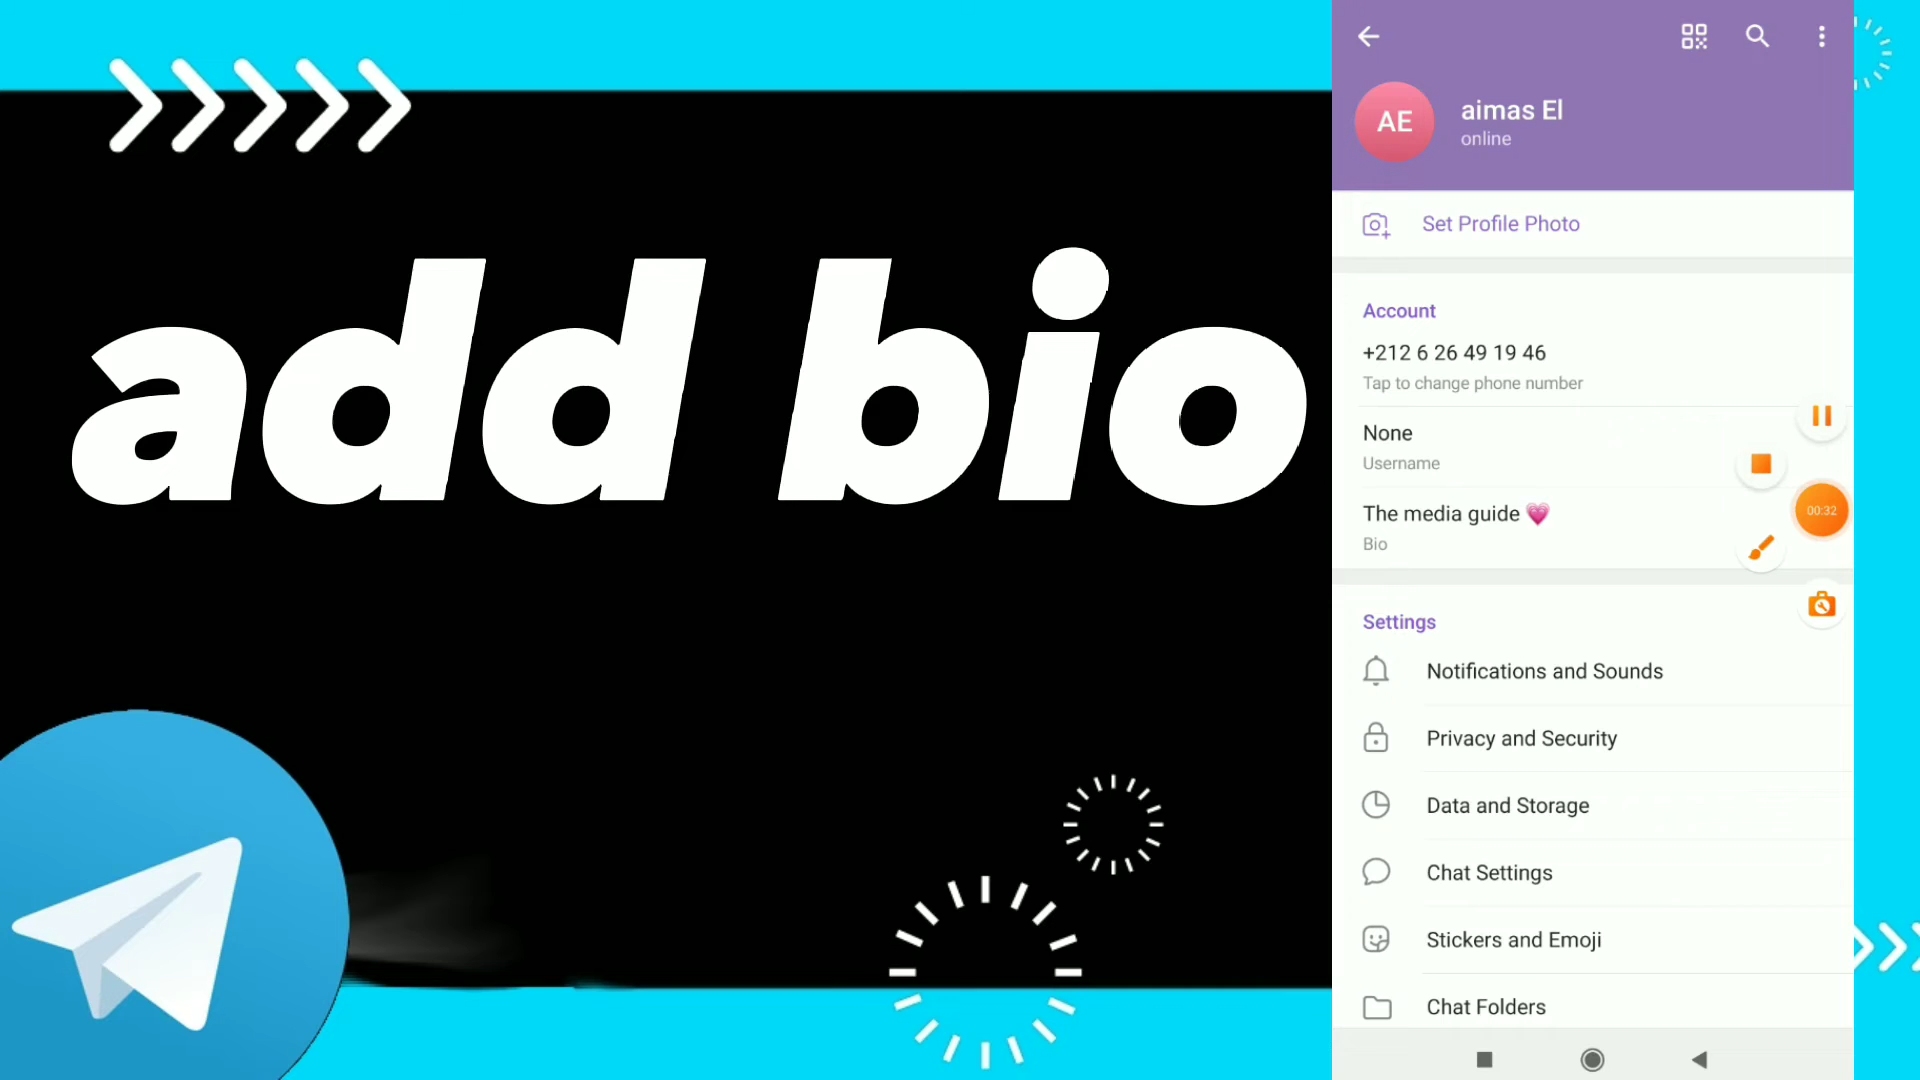 add bio
AE
aimas El
online
Set Profile Photo
Account
+212 6 26 49 19 46
Tap to change phone number
None
Username
The media guide 💗
Bio
00:32
Settings
Notifications and Sounds
Privacy and Security
Data and Storage
Chat Settings
Stickers and Emoji
Chat Folders